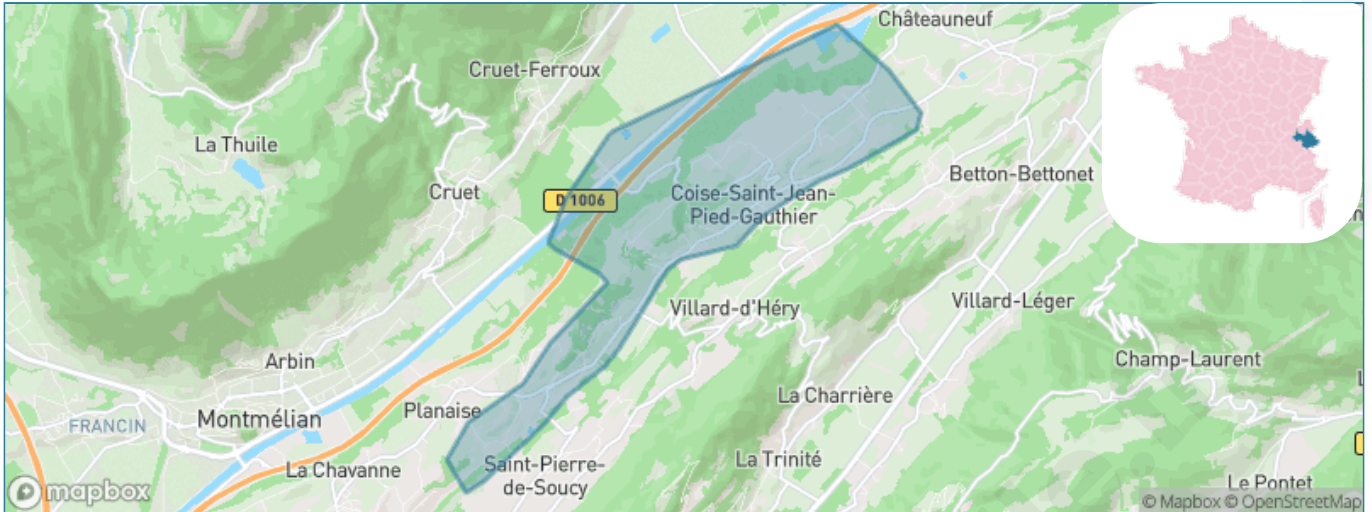 Châteauneuf
Cruet-Ferroux
La Thuile
Betton-Bettonet
Cruet
D 1006
Coise-Saint-Jean-
Pied-Gauthier
Villard-d'Héry
Villard-Léger
Arbin
Champ-Laurent
La Charrière
Planaise
Montmélian
FRANCIN
La Chavanne
Saint-Pierre-
de-Soucy
La Trinité
Le Pontet
mapbox
© Mapbox © OpenStreetMap